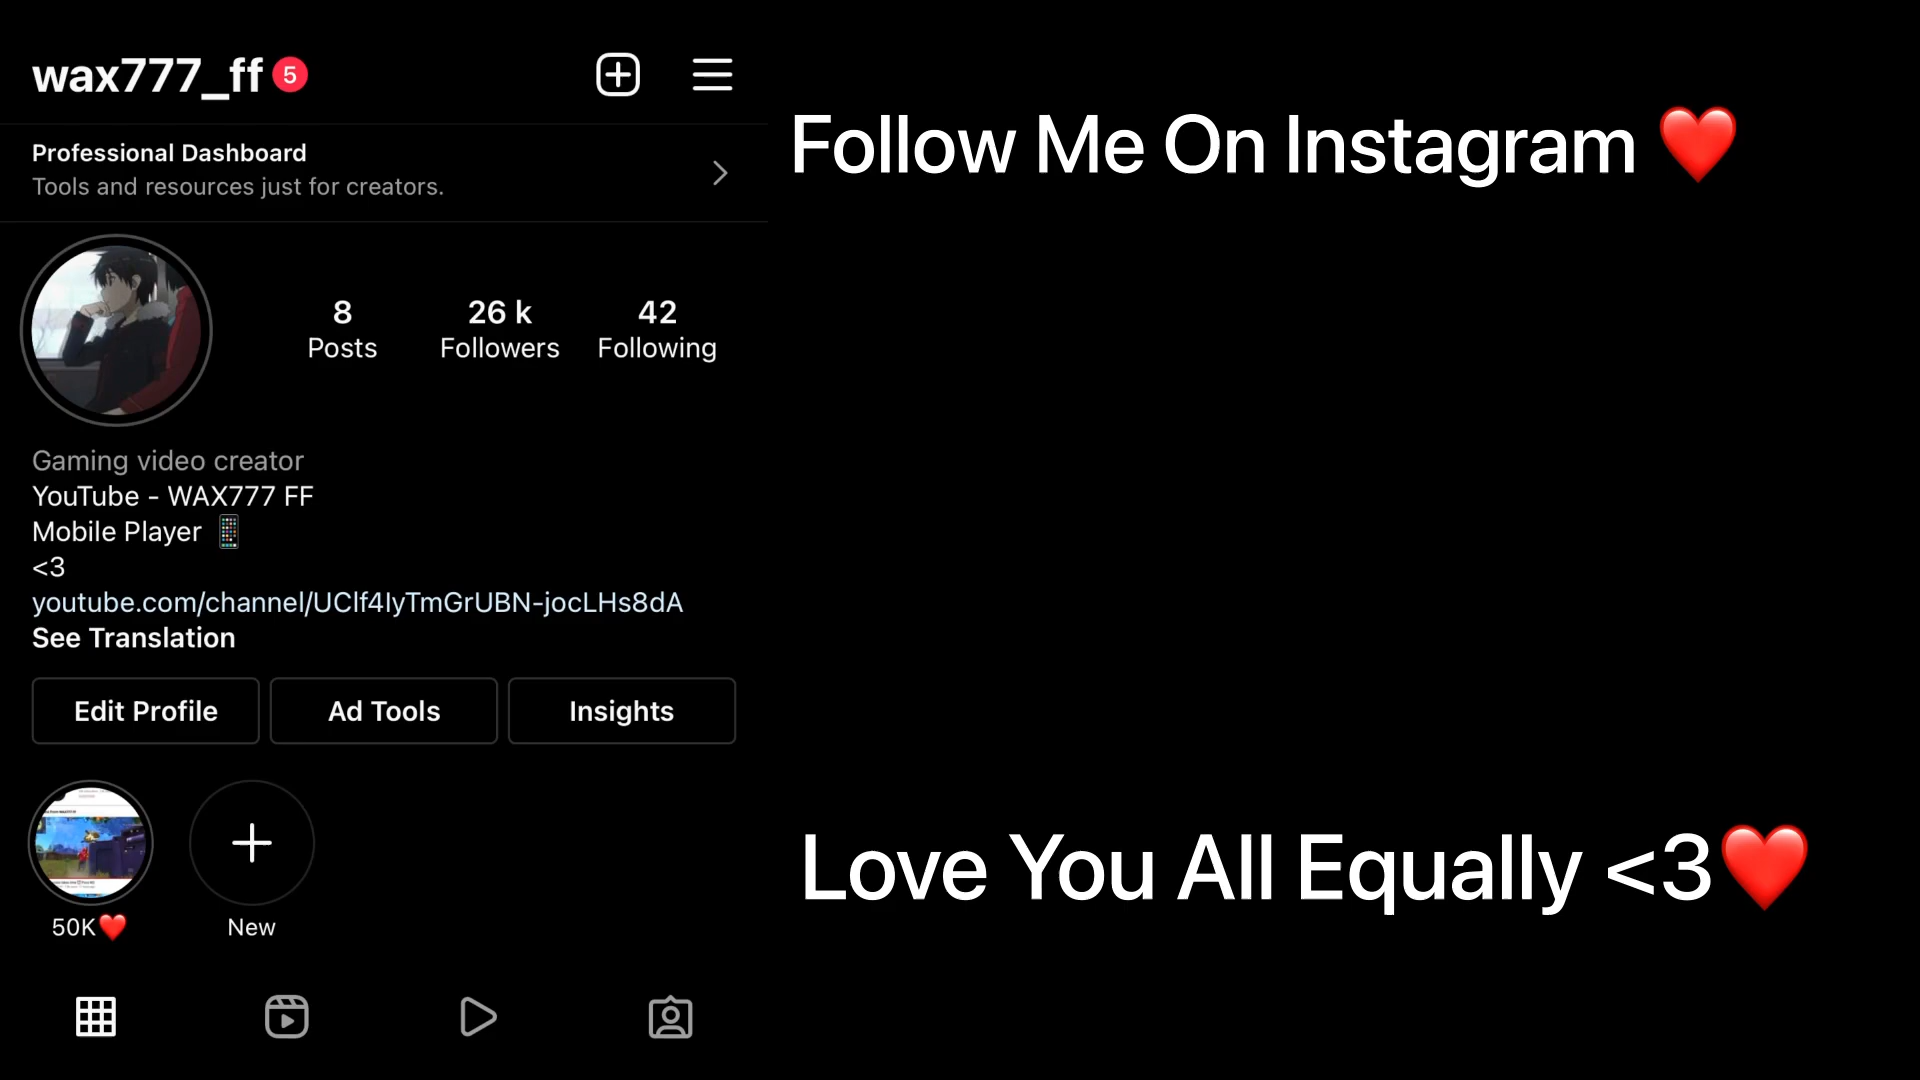 wax777_ff 5
Professional Dashboard
Tools and resources just for creators.
8
Posts
26 k
Followers
42
Following
Gaming video creator
YouTube - WAX777 FF
Mobile Player 📱
<3
youtube.com/channel/UClf4IyTmGrUBN-jocLHs8dA
See Translation
Edit Profile
Ad Tools
Insights
50K❤️
New
Follow Me On Instagram ❤️
Love You All Equally <3❤️